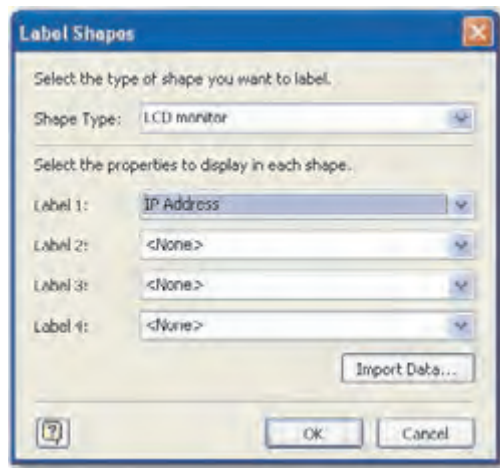 Label Shapes
Select the type of shape you want to label.
Shape Type: LCD monitor
Select the properties to display in each shape.
Label 1: IP Address
Label 2: <None>
Label 3: <None>
Label 4: <None>
Import Data...
?
OK Cancel